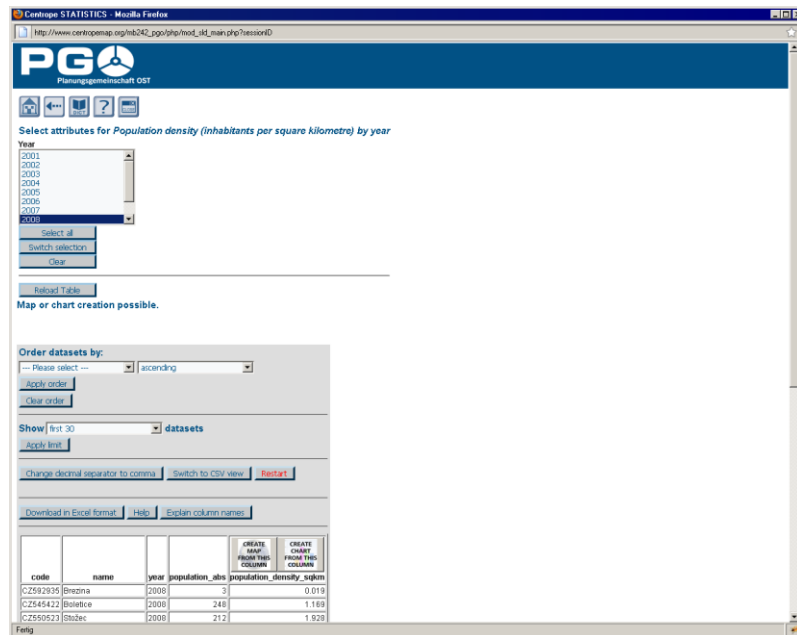 Centrope STATISTICS - Mozilla Firefox
http://www.centropemap.org/mb242_pgo/php/mod_sld_main.php?sessionID
PGO
Planungsgemeinschaft OST
?
Select attributes for Population density (inhabitants per square kilometre) by year
Year
2001
2002
2003
2004
2005
2006
2007
2008
Select all
Switch selection
Clear
Reload Table
Map or chart creation possible.
Order datasets by:
--- Please select --- ascending
Apply order
Clear order
Show first 30 datasets
Apply limit
Change decimal separator to comma Switch to CSV view Restart
Download in Excel format Help Explain column names
CREATE MAP FROM THIS COLUMN CREATE CHART FROM THIS COLUMN
code name year population_abs population_density_sqkm
CZ592935 Brezina 2008 3 0.019
CZ545422 Boletice 2008 248 1.169
CZ550523 Stožec 2008 212 1.928
Fertig